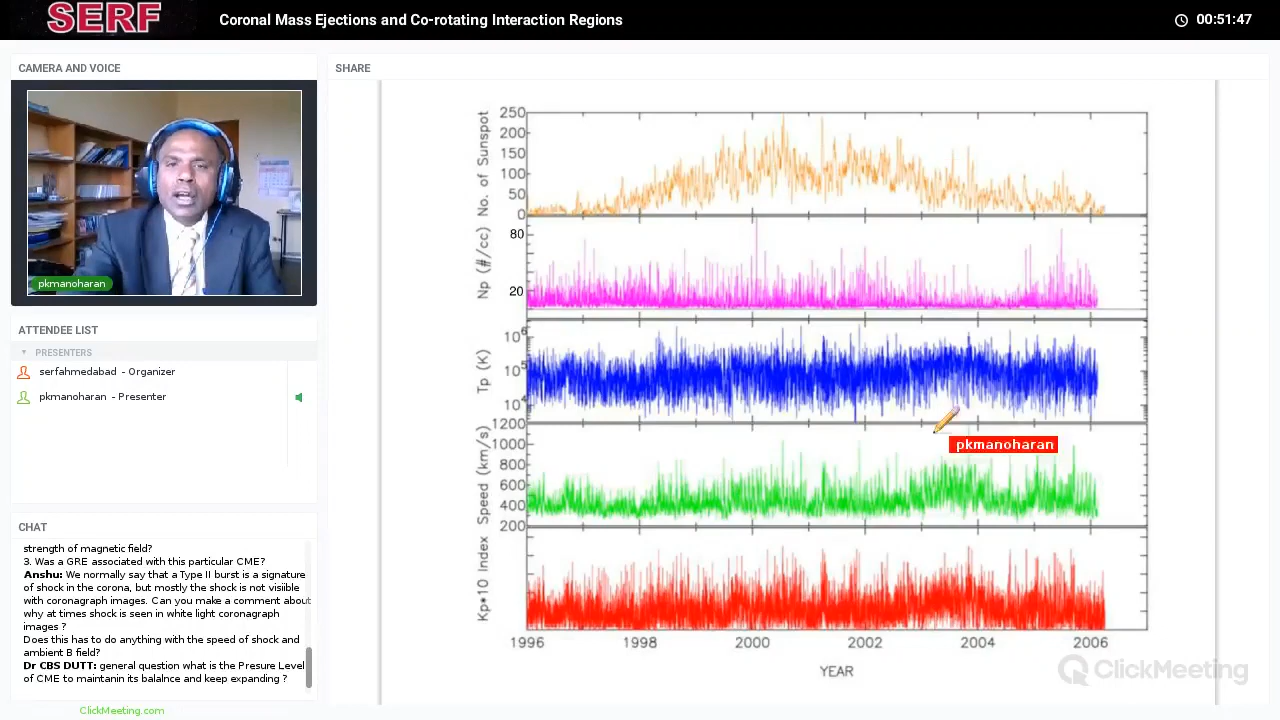 SERF
Coronal Mass Ejections and Co-rotating Interaction Regions
00:51:47
CAMERA AND VOICE
pkmanoharan
ATTENDEE LIST
PRESENTERS
serfahmedabad - Organizer
pkmanoharan - Presenter
CHAT
strength of magnetic field?
3. Was a GRE associated with this particular CME?
Anshu: We normally say that a Type II burst is a signature
of shock in the corona, but mostly the shock is not visiible
with coronagraph images. Can you make a comment about
why at times shock is seen in white light coronagraph
images ?
Does this has to do anything with the speed of shock and
ambient B field?
Dr CBS DUTT: general question what is the Presure Level
of CME to maintanin its balalnce and keep expanding ?
ClickMeeting.com
SHARE
No. of Sunspot
250
200
150
100
50
0
Np (#/cc)
80
20
Tp (K)
10^6
10^5
10^4
Speed (km/s)
1200
1000
800
600
400
200
pkmanoharan
Kp*10 Index
1996 1998 2000 2002 2004 2006
YEAR
ClickMeeting